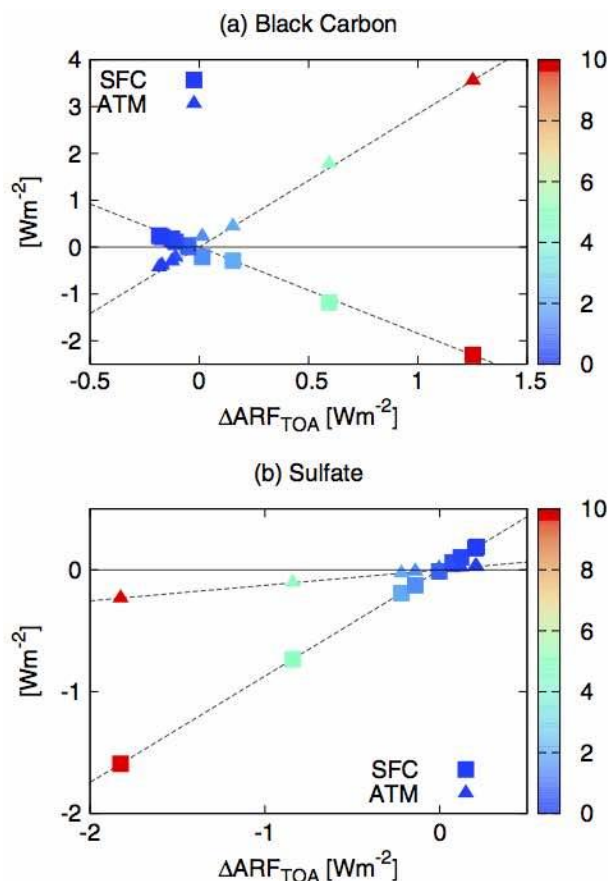 (a) Black Carbon
4
3
2
1
0
-1
-2
[Wm-2]
SFC
ATM
10
8
6
4
2
0
-0.5 0 0.5 1 1.5
ΔARFTOA [Wm-2]
(b) Sulfate
0
-1
-2
[Wm-2]
SFC
ATM
10
8
6
4
2
0
-2 -1 0
ΔARFTOA [Wm-2]